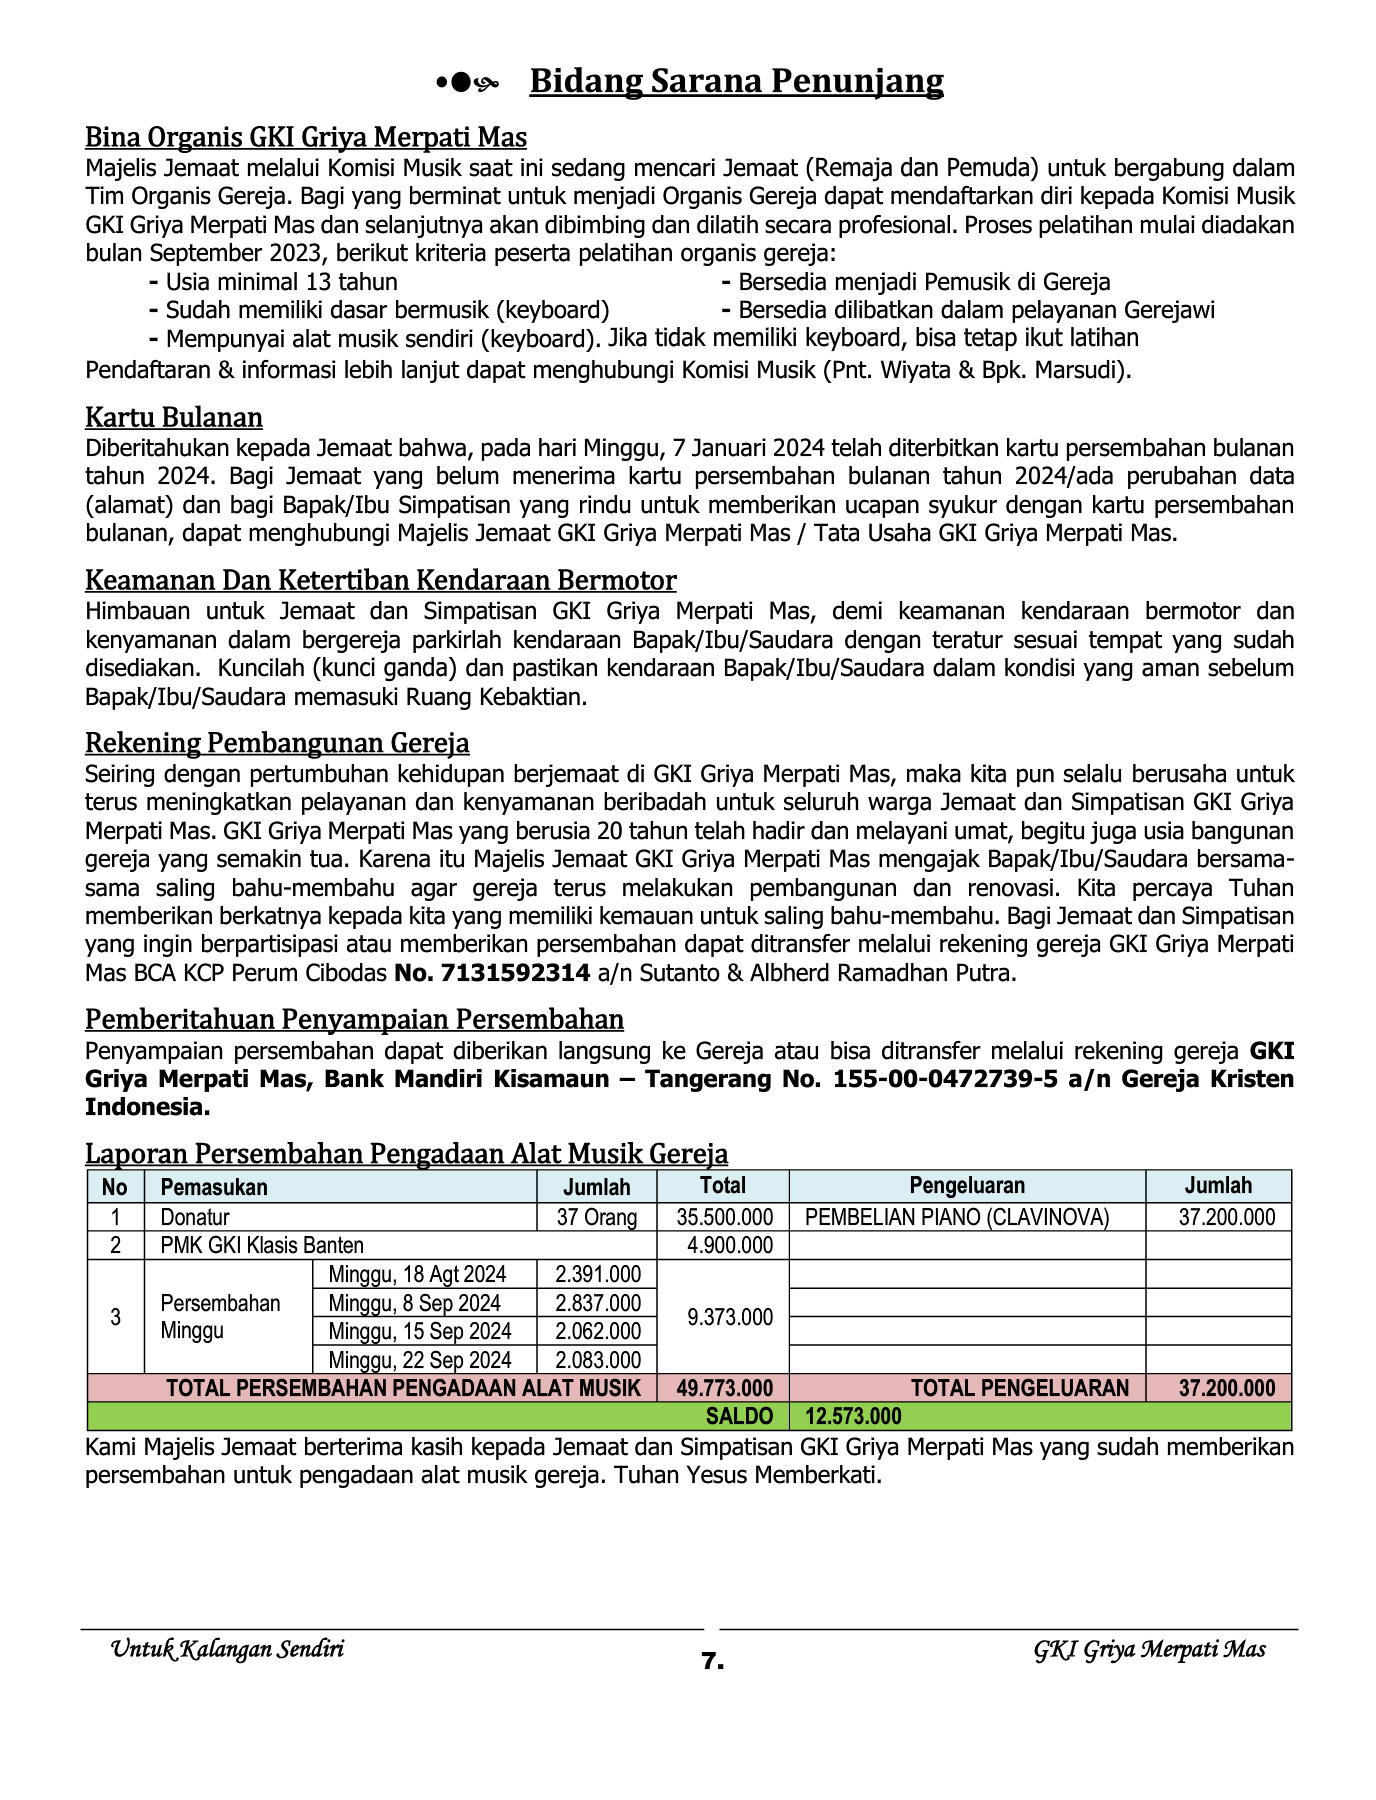 Bidang Sarana Penunjang
Bina Organis GKI Griya Merpati Mas
Majelis Jemaat melalui Komisi Musik saat ini sedang mencari Jemaat (Remaja dan Pemuda) untuk bergabung dalam
Tim Organis Gereja. Bagi yang berminat untuk menjadi Organis Gereja dapat mendaftarkan diri kepada Komisi Musik
GKI Griya Merpati Mas dan selanjutnya akan dibimbing dan dilatih secara profesional. Proses pelatihan mulai diadakan
bulan September 2023, berikut kriteria peserta pelatihan organis gereja:
- Usia minimal 13 tahun - Bersedia menjadi Pemusik di Gereja
- Sudah memiliki dasar bermusik (keyboard) - Bersedia dilibatkan dalam pelayanan Gerejawi
- Mempunyai alat musik sendiri (keyboard). Jika tidak memiliki keyboard, bisa tetap ikut latihan
Pendaftaran & informasi lebih lanjut dapat menghubungi Komisi Musik (Pnt. Wiyata & Bpk. Marsudi).
Kartu Bulanan
Diberitahukan kepada Jemaat bahwa, pada hari Minggu, 7 Januari 2024 telah diterbitkan kartu persembahan bulanan
tahun 2024. Bagi Jemaat yang belum menerima kartu persembahan bulanan tahun 2024/ada perubahan data
(alamat) dan bagi Bapak/Ibu Simpatisan yang rindu untuk memberikan ucapan syukur dengan kartu persembahan
bulanan, dapat menghubungi Majelis Jemaat GKI Griya Merpati Mas / Tata Usaha GKI Griya Merpati Mas.
Keamanan Dan Ketertiban Kendaraan Bermotor
Himbauan untuk Jemaat dan Simpatisan GKI Griya Merpati Mas, demi keamanan kendaraan bermotor dan
kenyamanan dalam bergereja parkirlah kendaraan Bapak/Ibu/Saudara dengan teratur sesuai tempat yang sudah
disediakan. Kuncilah (kunci ganda) dan pastikan kendaraan Bapak/Ibu/Saudara dalam kondisi yang aman sebelum
Bapak/Ibu/Saudara memasuki Ruang Kebaktian.
Rekening Pembangunan Gereja
Seiring dengan pertumbuhan kehidupan berjemaat di GKI Griya Merpati Mas, maka kita pun selalu berusaha untuk
terus meningkatkan pelayanan dan kenyamanan beribadah untuk seluruh warga Jemaat dan Simpatisan GKI Griya
Merpati Mas. GKI Griya Merpati Mas yang berusia 20 tahun telah hadir dan melayani umat, begitu juga usia bangunan
gereja yang semakin tua. Karena itu Majelis Jemaat GKI Griya Merpati Mas mengajak Bapak/Ibu/Saudara bersama-
sama saling bahu-membahu agar gereja terus melakukan pembangunan dan renovasi. Kita percaya Tuhan
memberikan berkatnya kepada kita yang memiliki kemauan untuk saling bahu-membahu. Bagi Jemaat dan Simpatisan
yang ingin berpartisipasi atau memberikan persembahan dapat ditransfer melalui rekening gereja GKI Griya Merpati
Mas BCA KCP Perum Cibodas No. 7131592314 a/n Sutanto & Albherd Ramadhan Putra.
Pemberitahuan Penyampaian Persembahan
Penyampaian persembahan dapat diberikan langsung ke Gereja atau bisa ditransfer melalui rekening gereja GKI
Griya Merpati Mas, Bank Mandiri Kisamaun – Tangerang No. 155-00-0472739-5 a/n Gereja Kristen
Indonesia.
Laporan Persembahan Pengadaan Alat Musik Gereja
No Pemasukan Jumlah Total Pengeluaran Jumlah
1 Donatur 37 Orang 35.500.000 PEMBELIAN PIANO (CLAVINOVA) 37.200.000
2 PMK GKI Klasis Banten 4.900.000
3 Persembahan Minggu Minggu, 18 Agt 2024 2.391.000 9.373.000
Minggu, 8 Sep 2024 2.837.000
Minggu, 15 Sep 2024 2.062.000
Minggu, 22 Sep 2024 2.083.000
TOTAL PERSEMBAHAN PENGADAAN ALAT MUSIK 49.773.000 TOTAL PENGELUARAN 37.200.000
SALDO 12.573.000
Kami Majelis Jemaat berterima kasih kepada Jemaat dan Simpatisan GKI Griya Merpati Mas yang sudah memberikan
persembahan untuk pengadaan alat musik gereja. Tuhan Yesus Memberkati.
Untuk Kalangan Sendiri 7. GKI Griya Merpati Mas